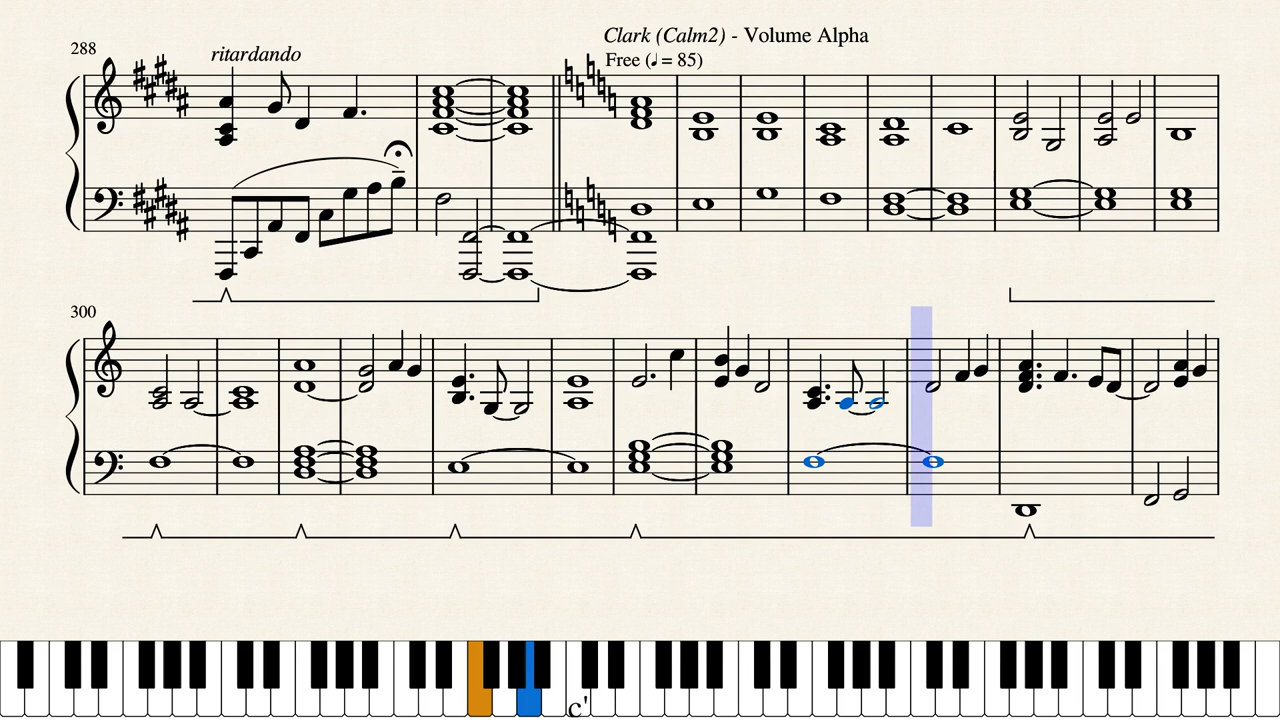 Clark (Calm2) - Volume Alpha
288
ritardando
Free (♩ = 85)
300
c'